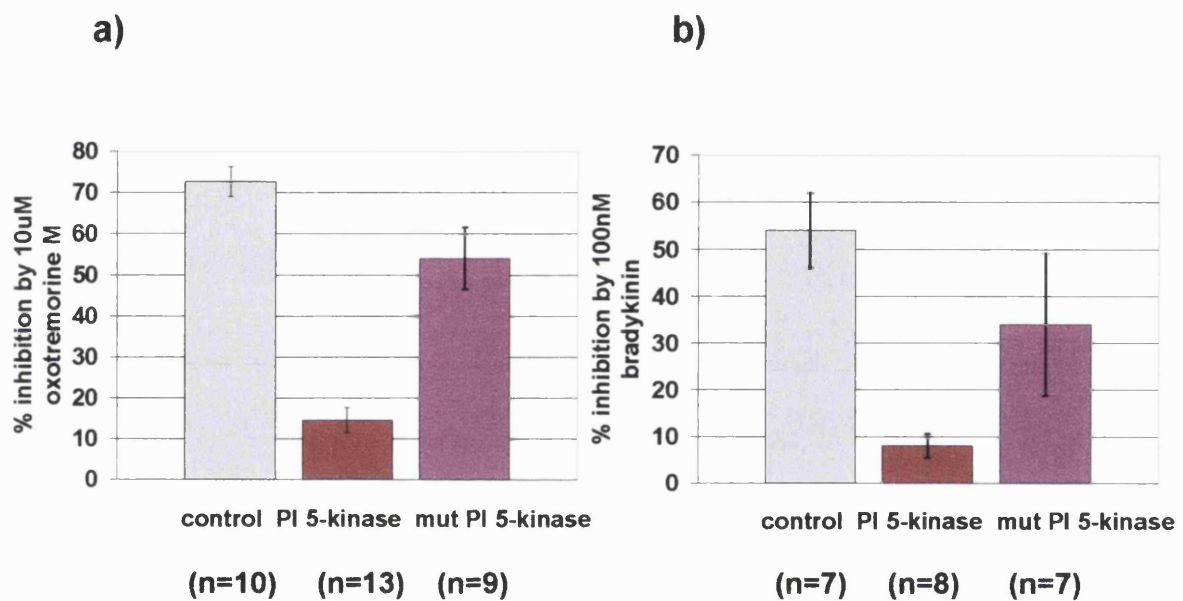 a)
% inhibition by 10uM
oxotremorine M
80
70
60
50
40
30
20
10
0
control PI 5-kinase mut PI 5-kinase
(n=10) (n=13) (n=9)
b)
% inhibition by 100nM
bradykinin
70
60
50
40
30
20
10
0
control PI 5-kinase mut PI 5-kinase
(n=7) (n=8) (n=7)